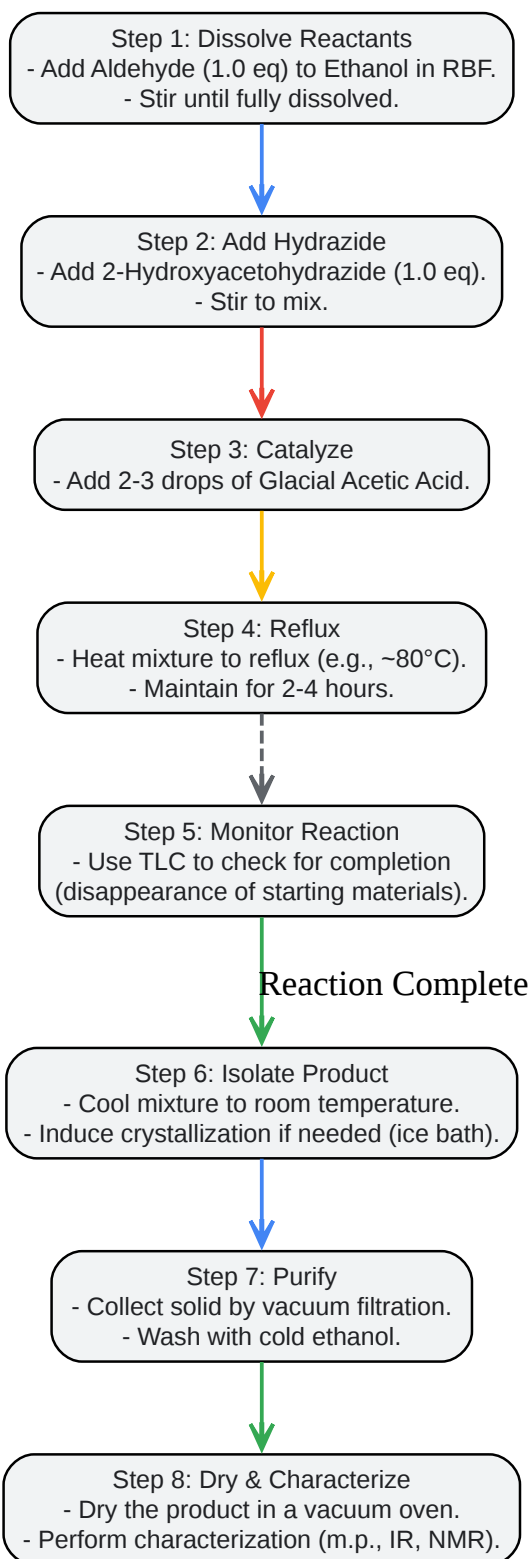 Step 1: Dissolve Reactants
- Add Aldehyde (1.0 eq) to Ethanol in RBF.
- Stir until fully dissolved.
Step 2: Add Hydrazide
- Add 2-Hydroxyacetohydrazide (1.0 eq).
- Stir to mix.
Step 3: Catalyze
- Add 2-3 drops of Glacial Acetic Acid.
Step 4: Reflux
- Heat mixture to reflux (e.g., ~80°C).
- Maintain for 2-4 hours.
Step 5: Monitor Reaction
- Use TLC to check for completion
(disappearance of starting materials).
Reaction Complete
Step 6: Isolate Product
- Cool mixture to room temperature.
- Induce crystallization if needed (ice bath).
Step 7: Purify
- Collect solid by vacuum filtration.
- Wash with cold ethanol.
Step 8: Dry & Characterize
- Dry the product in a vacuum oven.
- Perform characterization (m.p., IR, NMR).